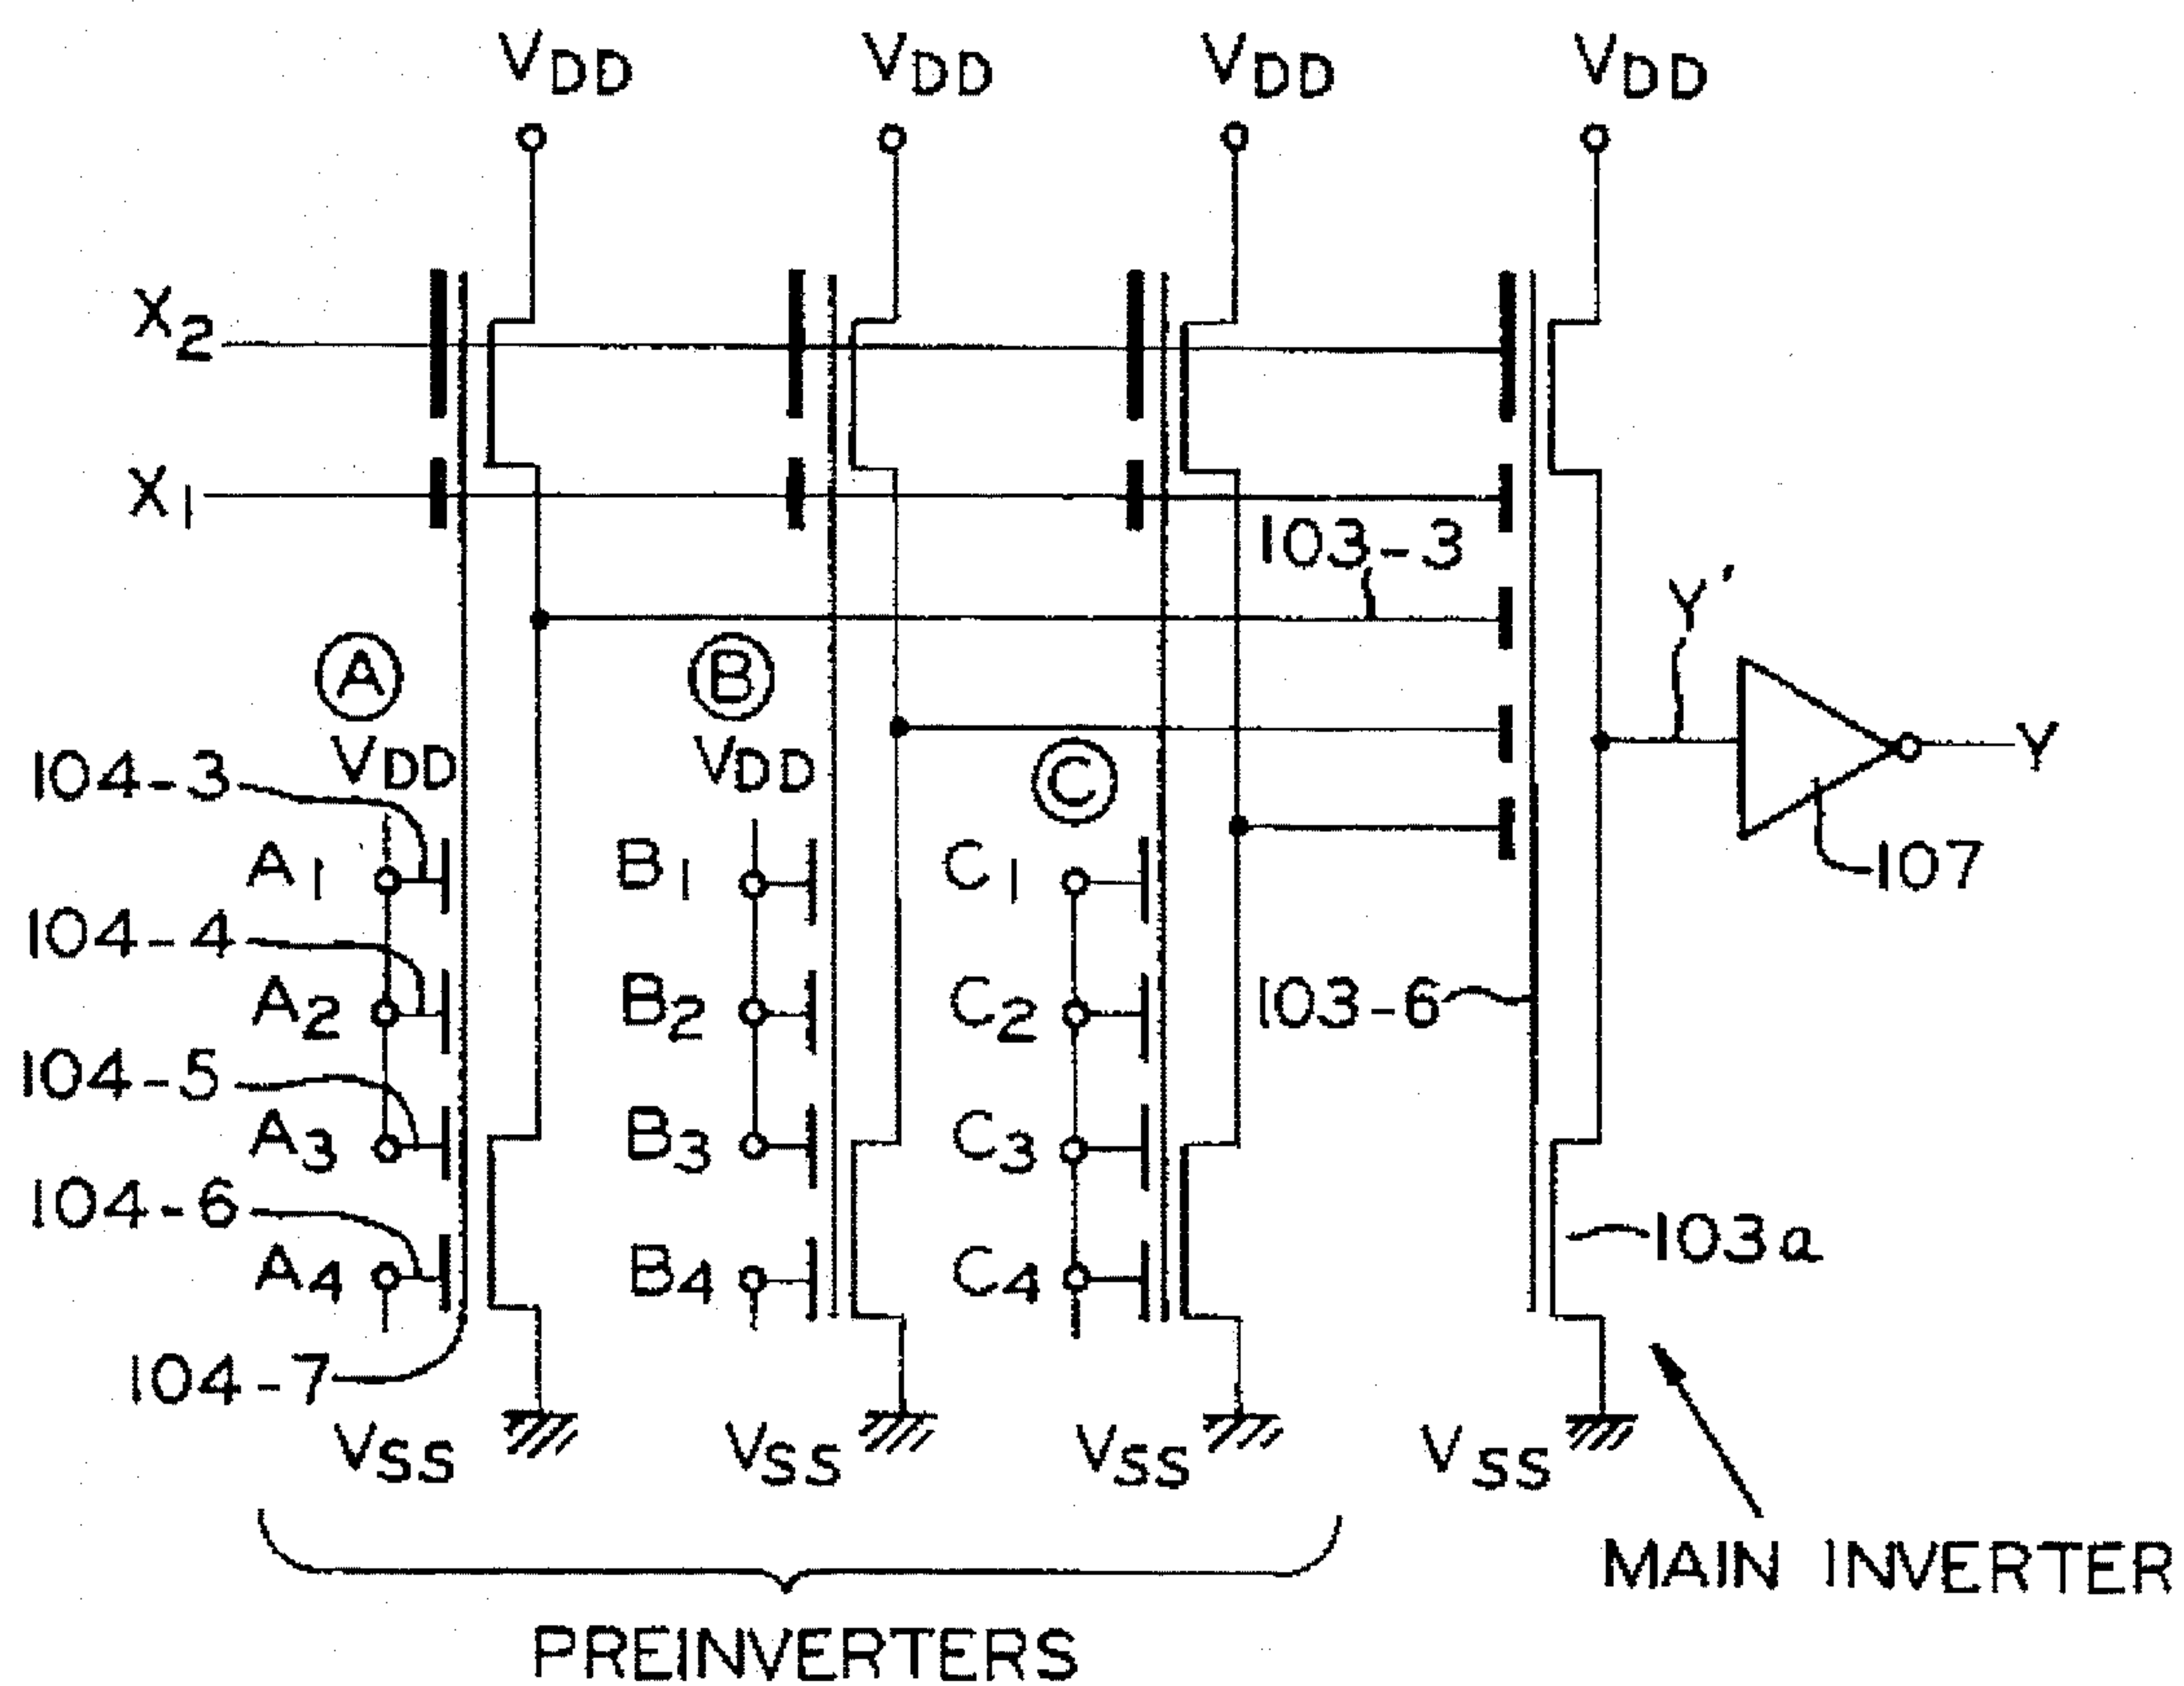 VDD VDD VDD VDD
X2
X1
103-3
Y'
A B
VDD VDD C
104-3
Y
A1 B1 C1
107
104-4
A2 B2 C2 103-6
104-5
A3 B3 C3
104-6
103a
A4 B4 C4
104-7
VSS VSS VSS VSS
MAIN INVERTER
PREINVERTERS